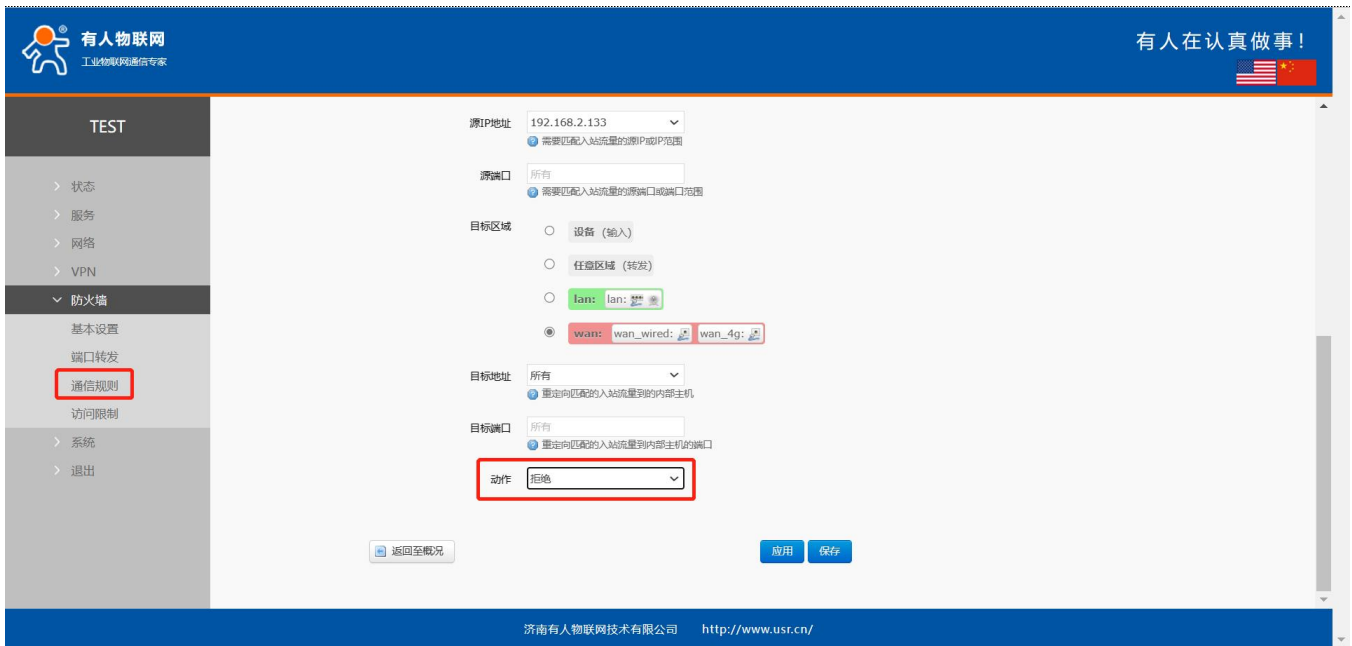 有人物联网
工业物联网通信专家
有人在认真做事!
TEST
状态
服务
网络
VPN
防火墙
基本设置
端口转发
通信规则
访问限制
系统
退出
源IP地址 192.168.2.133
需要匹配入站流量的源IP或IP范围
源端口 所有
需要匹配入站流量的源端口或端口范围
目标区域 设备 (输入)
任意区域 (转发)
lan: lan:
wan: wan_wired: wan_4g:
目标地址 所有
重定向匹配的入站流量到的内部主机
目标端口 所有
重定向匹配的入站流量到内部主机的端口
动作 拒绝
返回至概况 应用 保存
济南有人物联网技术有限公司 http://www.usr.cn/